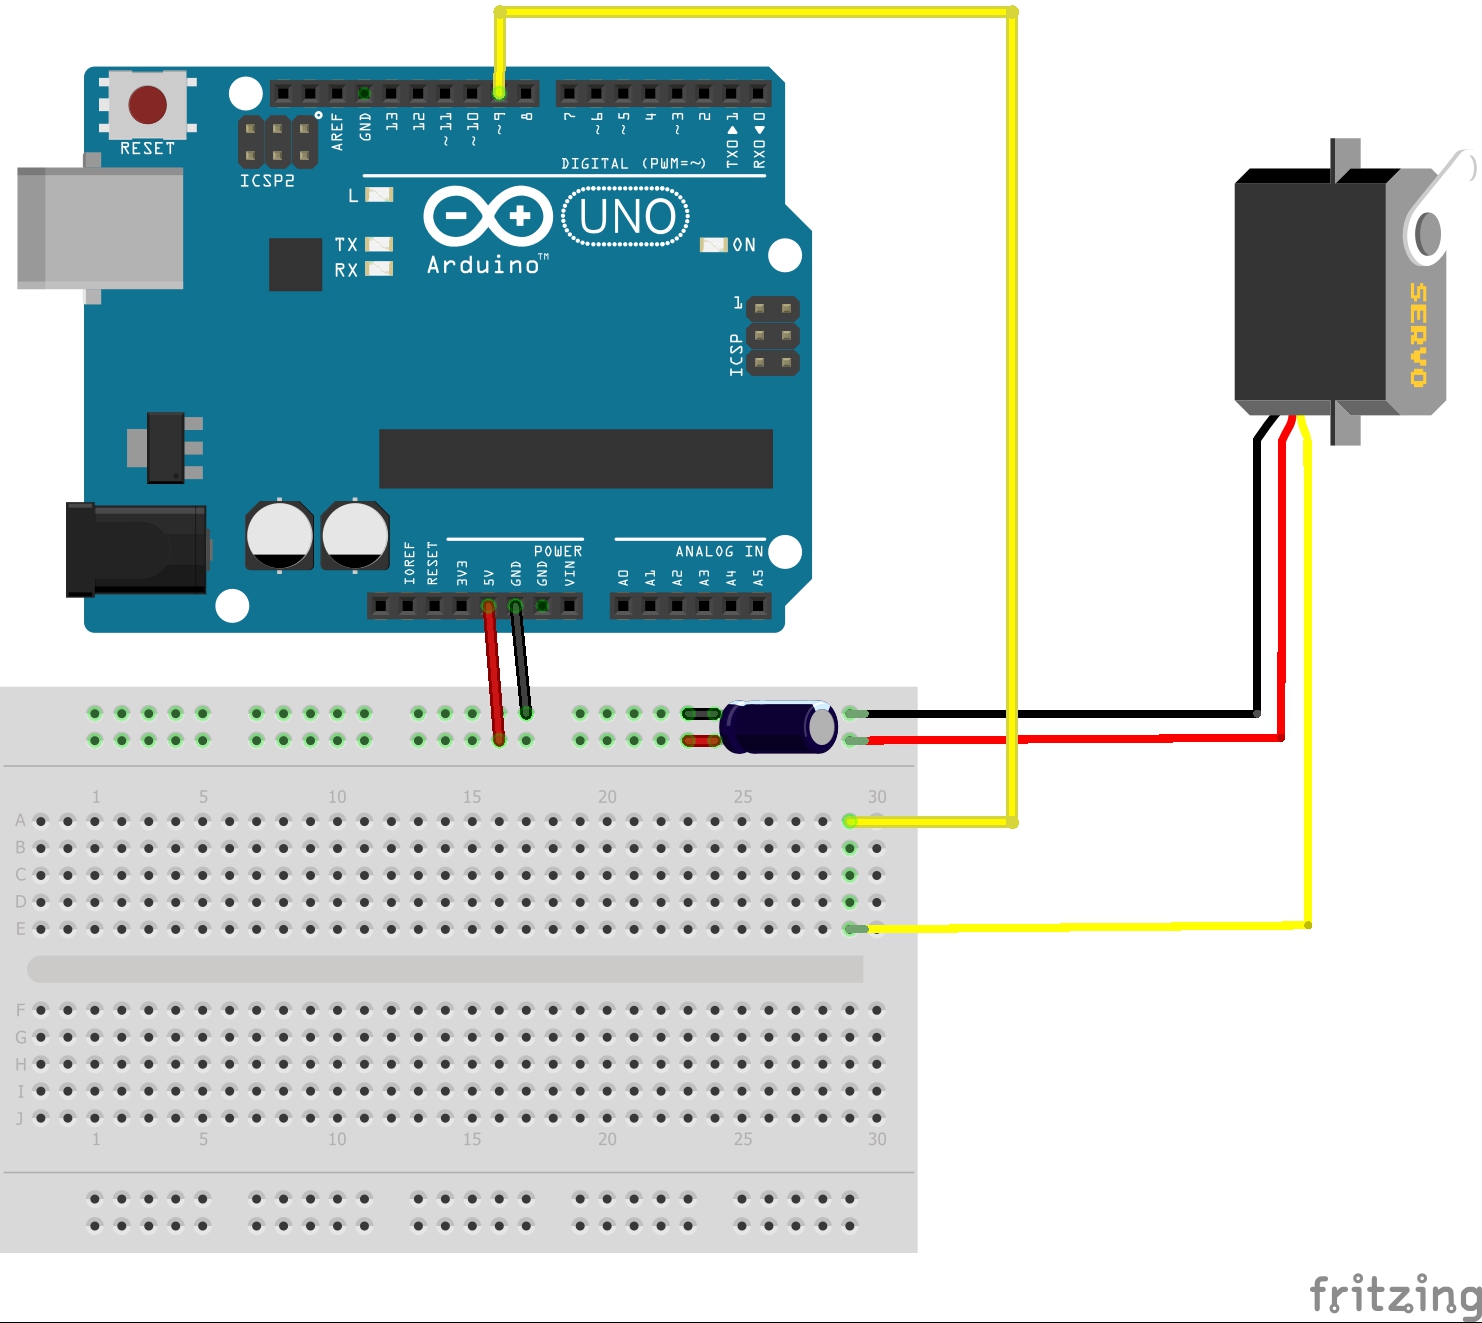 RESET
ICSP2
AREF
GND
13
12
~11
~10
~9
8
7
~6
~5
4
~3
2
TX0▶1
RX0◀0
DIGITAL (PWM=~)
L
TX
RX
Arduino™
UNO
ON
1
ICSP
SERVO
IOREF
RESET
3V3
5V
GND
GND
VIN
POWER
ANALOG IN
A0
A1
A2
A3
A4
A5
1 5 10 15 20 25 30
A
B
C
D
E
F
G
H
I
J
1 5 10 15 20 25 30
fritzing